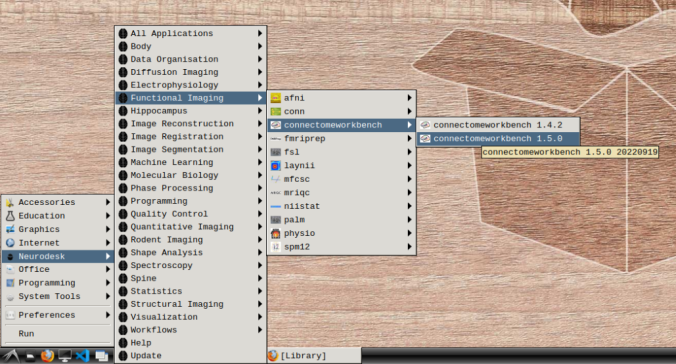 Accessories
Education
Graphics
Internet
Neurodesk
Office
Programming
System Tools
Preferences
Run
All Applications
Body
Data Organisation
Diffusion Imaging
Electrophysiology
Functional Imaging
Hippocampus
Image Reconstruction
Image Registration
Image Segmentation
Machine Learning
Molecular Biology
Phase Processing
Programming
Quality Control
Quantitative Imaging
Rodent Imaging
Shape Analysis
Spectroscopy
Spine
Statistics
Structural Imaging
Visualization
Workflows
Help
Update
afni
conn
connectomeworkbench
fmriprep
fsl
laynii
mfcsc
mriqc
niistat
palm
physio
spm12
connectomeworkbench 1.4.2
connectomeworkbench 1.5.0
connectomeworkbench 1.5.0 20220919
[Library]